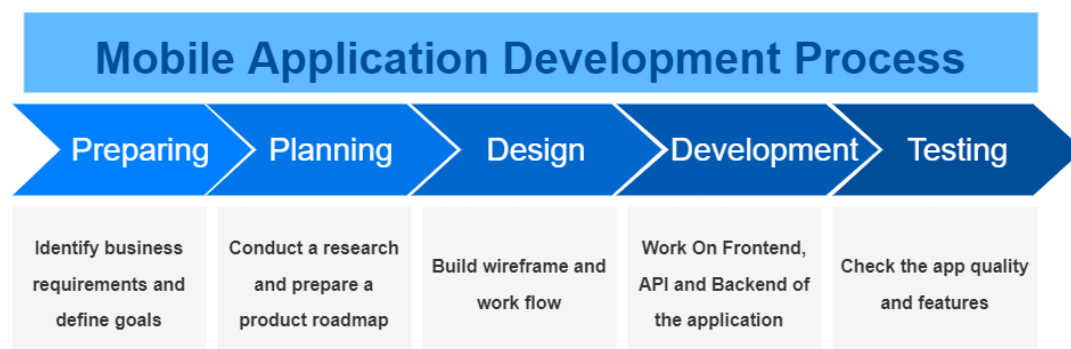 Mobile Application Development Process
Preparing
Planning
Design
Development
Testing
Identify business
requirements and
define goals
Conduct a research
and prepare a
product roadmap
Build wireframe and
work flow
Work On Frontend,
API and Backend of
the application
Check the app quality
and features